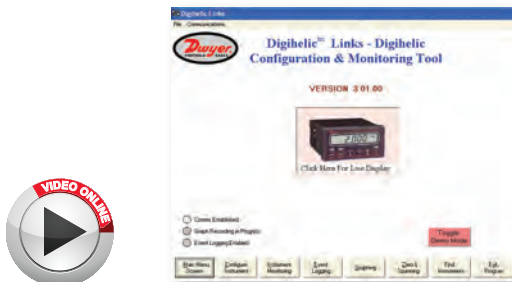 Digihelic Links
File Communications
Dwyer
Digihelic™ Links - Digihelic
Configuration & Monitoring Tool
VERSION 3.01.00
2.000
Click Here For Live Display
Comms Established
Graph Recording in Progress
Event Logging Enabled
Toggle
Demo Mode
Main Menu
Screen
Configure
Instrument
Instrument
Monitoring
Event
Logging
Graphing
Zero &
Spanning
Find
Instruments
Exit
Program
VIDEO ONLINE